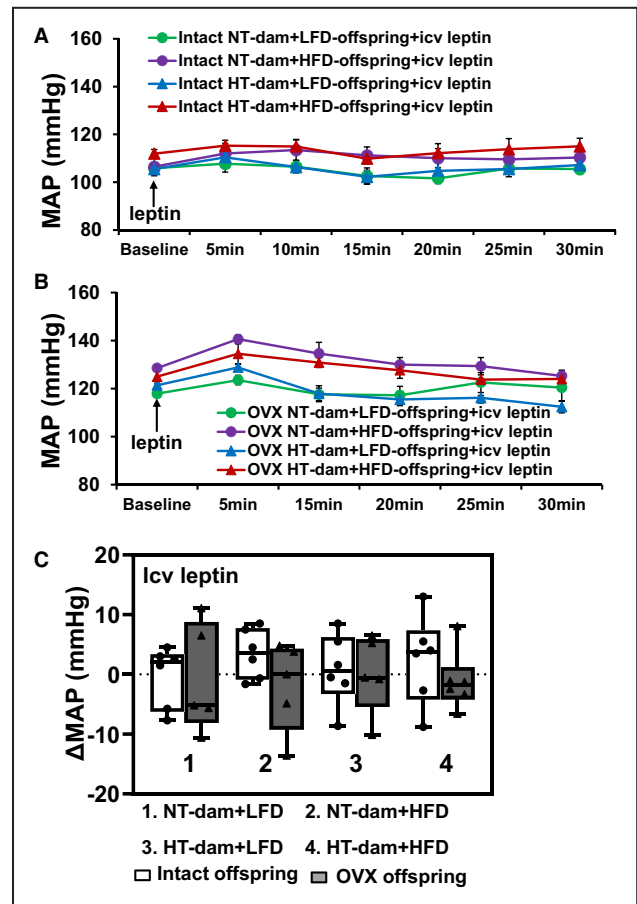 A
160
140
120
100
80
MAP (mmHg)
Intact NT-dam+LFD-offspring+icv leptin
Intact NT-dam+HFD-offspring+icv leptin
Intact HT-dam+LFD-offspring+icv leptin
Intact HT-dam+HFD-offspring+icv leptin
leptin
Baseline 5min 10min 15min 20min 25min 30min
B
160
140
120
100
80
MAP (mmHg)
leptin
OVX NT-dam+LFD-offspring+icv leptin
OVX NT-dam+HFD-offspring+icv leptin
OVX HT-dam+LFD-offspring+icv leptin
OVX HT-dam+HFD-offspring+icv leptin
Baseline 5min 15min 20min 25min 30min
C
20
10
0
-10
-20
ΔMAP (mmHg)
Icv leptin
1 2 3 4
1. NT-dam+LFD 2. NT-dam+HFD
3. HT-dam+LFD 4. HT-dam+HFD
Intact offspring OVX offspring